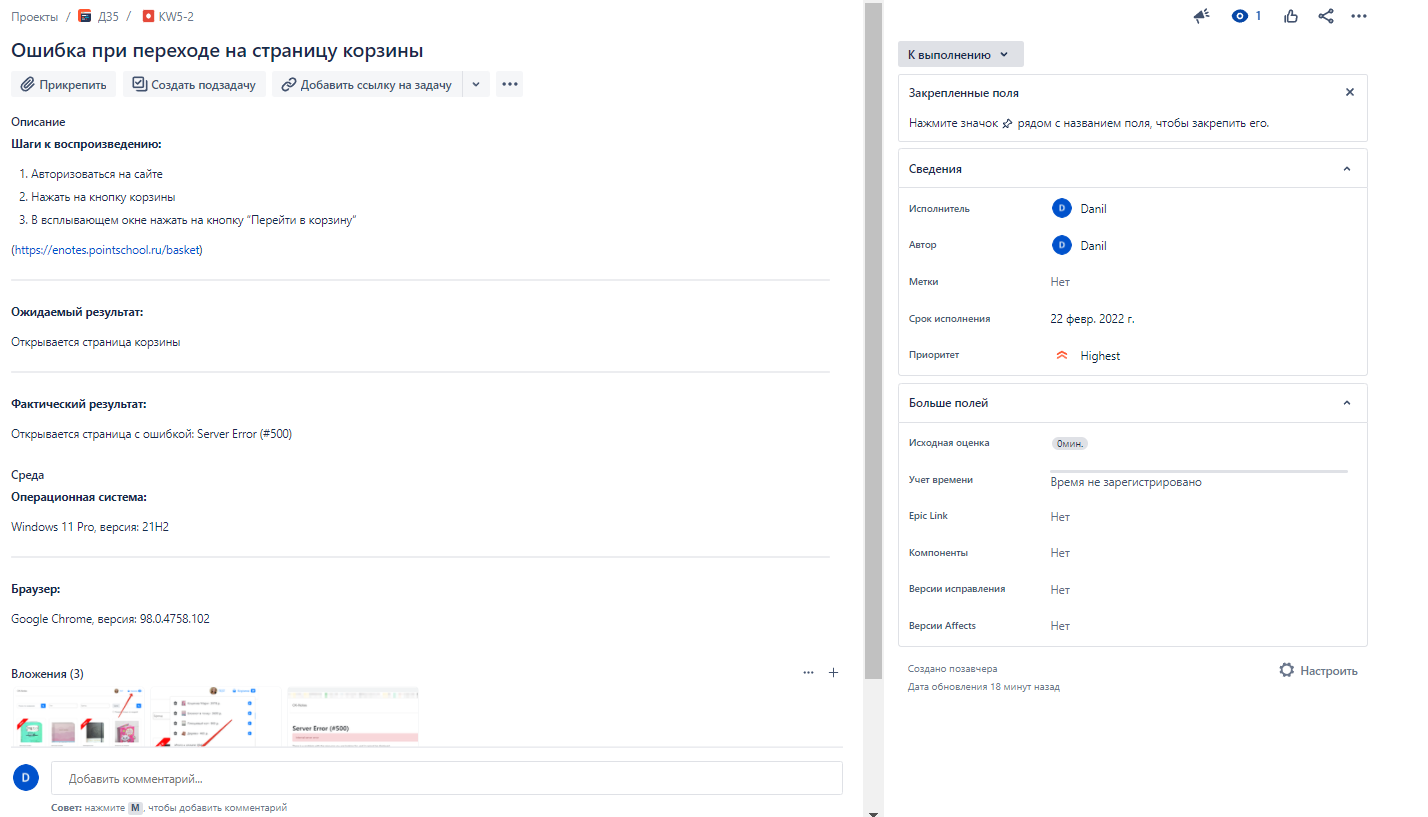 Проекты / Д35 / KW5-2
1
Ошибка при переходе на страницу корзины
Прикрепить
Создать подзадачу
Добавить ссылку на задачу
Описание
Шаги к воспроизведению:
1. Авторизоваться на сайте
2. Нажать на кнопку корзины
3. В всплывающем окне нажать на кнопку “Перейти в корзину”
(https://enotes.pointschool.ru/basket)
Ожидаемый результат:
Открывается страница корзины
Фактический результат:
Открывается страница с ошибкой: Server Error (#500)
Среда
Операционная система:
Windows 11 Pro, версия: 21H2
Браузер:
Google Chrome, версия: 98.0.4758.102
Вложения (3)
Server Error (#500)
D
Добавить комментарий...
Совет: нажмите M, чтобы добавить комментарий
К выполнению
Закрепленные поля
Нажмите значок рядом с названием поля, чтобы закрепить его.
Сведения
Исполнитель
D Danil
Автор
D Danil
Метки
Нет
Срок исполнения
22 февр. 2022 г.
Приоритет
Highest
Больше полей
Исходная оценка
0мин.
Учет времени
Время не зарегистрировано
Epic Link
Нет
Компоненты
Нет
Версии исправления
Нет
Версии Affects
Нет
Создано позавчера
Дата обновления 18 минут назад
Настроить